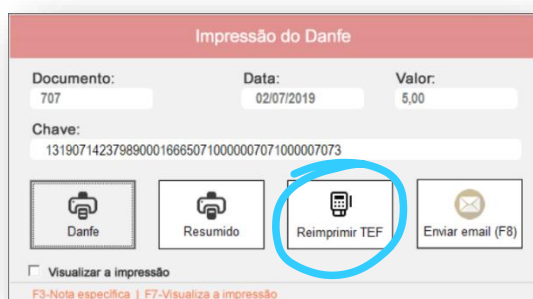 Impressão do Danfe
Documento: Data: Valor:
707 02/07/2019 5,00
Chave:
13190714237989000166650710000007071000007073
Danfe Resumido Reimprimir TEF Enviar email (F8)
Visualizar a impressão
F3-Nota específica | F7-Visualiza a impressão